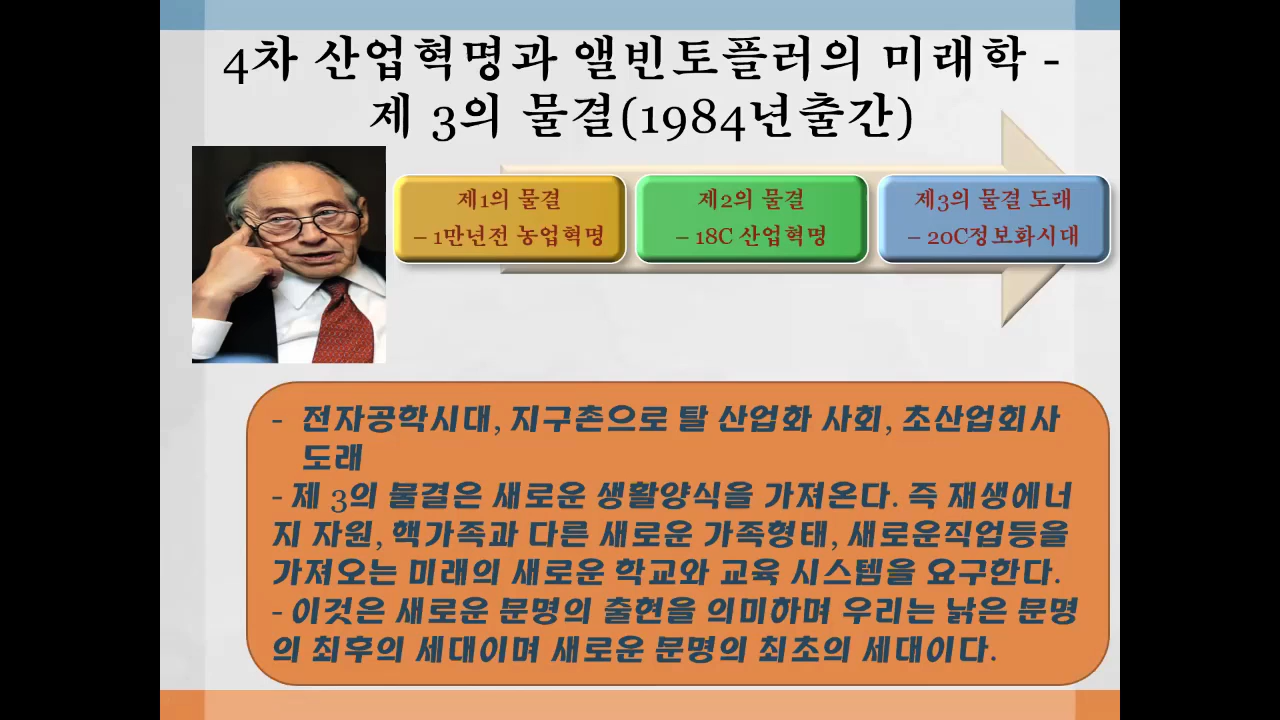 4차 산업혁명과 앨빈토플러의 미래학 -
제 3의 물결(1984년출간)
제1의 물결
– 1만년전 농업혁명
제2의 물결
– 18C 산업혁명
제3의 물결 도래
– 20C정보화시대
- 전자공학시대, 지구촌으로 탈 산업화 사회, 초산업회사
도래
- 제 3의 물결은 새로운 생활양식을 가져온다. 즉 재생에너
지 자원, 핵가족과 다른 새로운 가족형태, 새로운직업등을
가져오는 미래의 새로운 학교와 교육 시스템을 요구한다.
- 이것은 새로운 문명의 출현을 의미하며 우리는 낡은 문명
의 최후의 세대이며 새로운 문명의 최초의 세대이다.